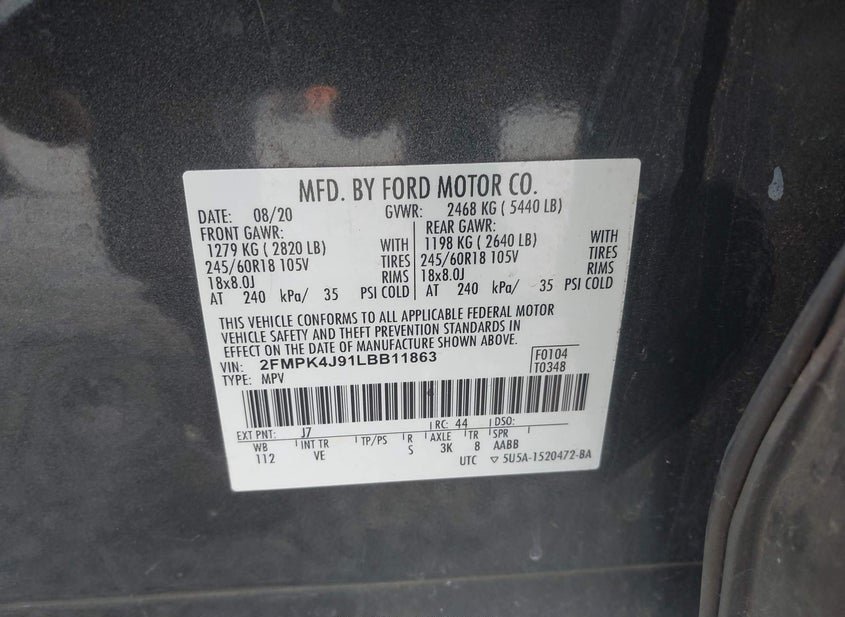 MFD. BY FORD MOTOR CO.
DATE: 08/20 GVWR: 2468 KG ( 5440 LB)
FRONT GAWR: REAR GAWR:
1279 KG ( 2820 LB) WITH 1198 KG ( 2640 LB) WITH
245/60R18 105V TIRES 245/60R18 105V TIRES
18x8.0J RIMS 18x8.0J RIMS
AT 240 kPa/ 35 PSI COLD AT 240 kPa/ 35 PSI COLD
THIS VEHICLE CONFORMS TO ALL APPLICABLE FEDERAL MOTOR
VEHICLE SAFETY AND THEFT PREVENTION STANDARDS IN
EFFECT ON THE DATE OF MANUFACTURE SHOWN ABOVE.
VIN: 2FMPK4J91LBB11863 F0104
TYPE: MPV T0348
EXT PNT: J7 RC: 44 DSO:
WB INT TR TP/PS R AXLE TR SPR
112 VE S 3K 8 AABB
UTC ▽ 5U5A-1520472-BA